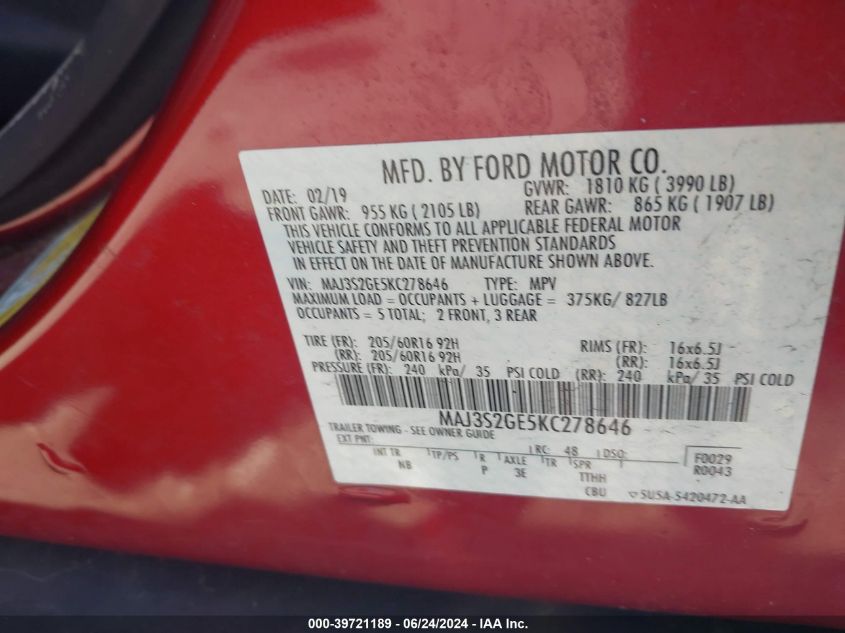 MFD. BY FORD MOTOR CO.
DATE: 02/19 GVWR: 1810 KG ( 3990 LB)
FRONT GAWR: 955 KG ( 2105 LB) REAR GAWR: 865 KG ( 1907 LB)
THIS VEHICLE CONFORMS TO ALL APPLICABLE FEDERAL MOTOR
VEHICLE SAFETY AND THEFT PREVENTION STANDARDS
IN EFFECT ON THE DATE OF MANUFACTURE SHOWN ABOVE.
VIN: MAJ3S2GE5KC278646 TYPE: MPV
MAXIMUM LOAD = OCCUPANTS + LUGGAGE = 375KG/ 827LB
OCCUPANTS = 5 TOTAL; 2 FRONT, 3 REAR
TIRE (FR): 205/60R16 92H RIMS (FR): 16x6.5J
(RR): 205/60R16 92H (RR): 16x6.5J
PRESSURE (FR): 240 kPa/ 35 PSI COLD (RR): 240 kPa/ 35 PSI COLD
MAJ3S2GE5KC278646
TRAILER TOWING - SEE OWNER GUIDE
EXT PNT: RC: 48 DSO: F0029
INT TR TP/PS R AXLE TR SPR R0043
NB P 3E TTHH
CBU 5U5A-5420472-AA
000-39721189 - 06/24/2024 - IAA Inc.